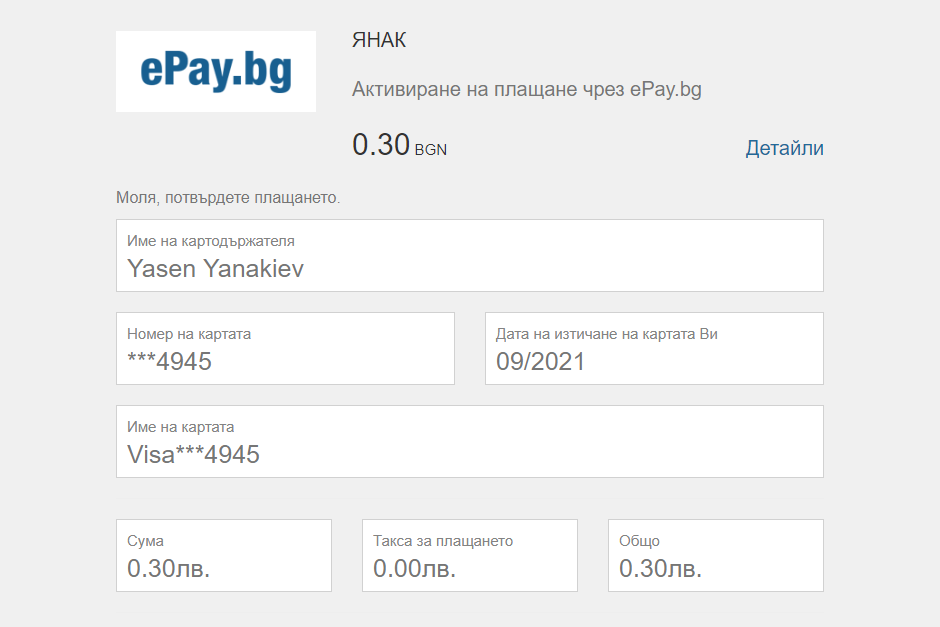 ePay.bg
ЯНАК
Активиране на плащане чрез ePay.bg
0.30 BGN
Детайли
Моля, потвърдете плащането.
Име на картодържателя
Yasen Yanakiev
Номер на картата
***4945
Дата на изтичане на картата Ви
09/2021
Име на картата
Visa***4945
Сума
0.30лв.
Такса за плащането
0.00лв.
Общо
0.30лв.